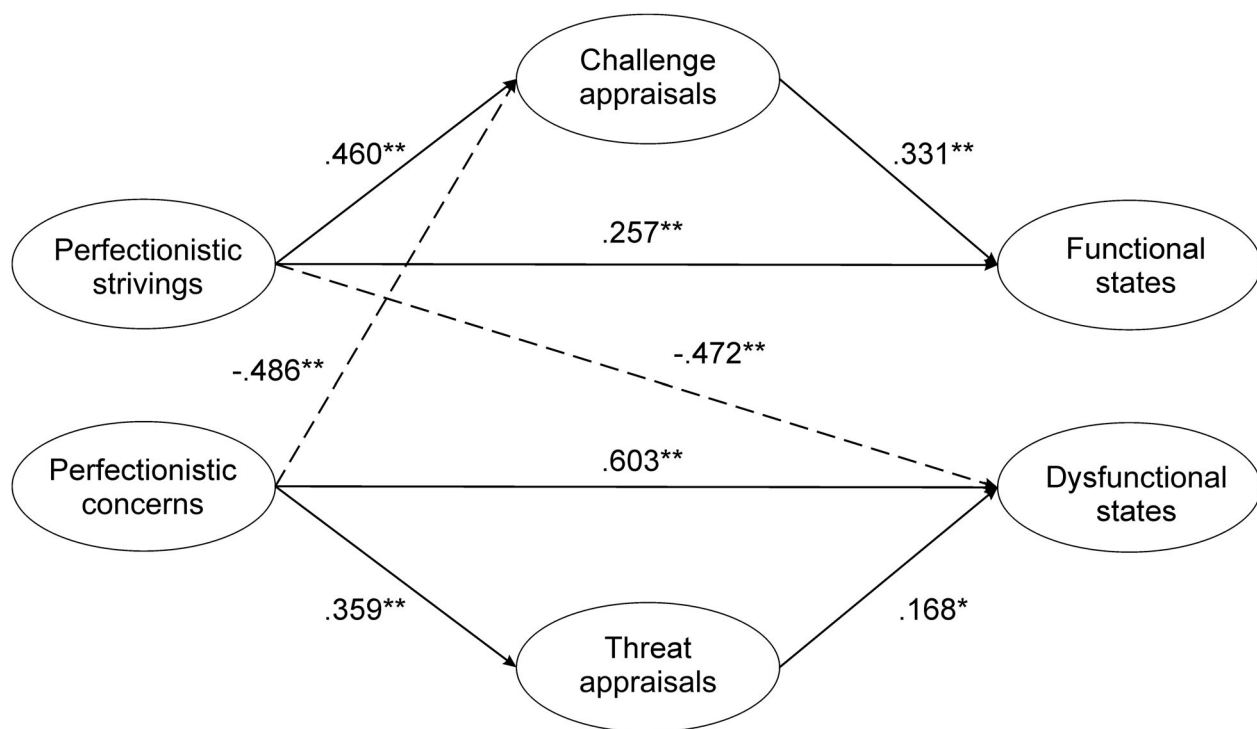 Challenge
appraisals
.460**
.331**
Perfectionistic
strivings
.257**
Functional
states
-.486**
-.472**
Perfectionistic
concerns
.603**
Dysfunctional
states
.359**
.168*
Threat
appraisals